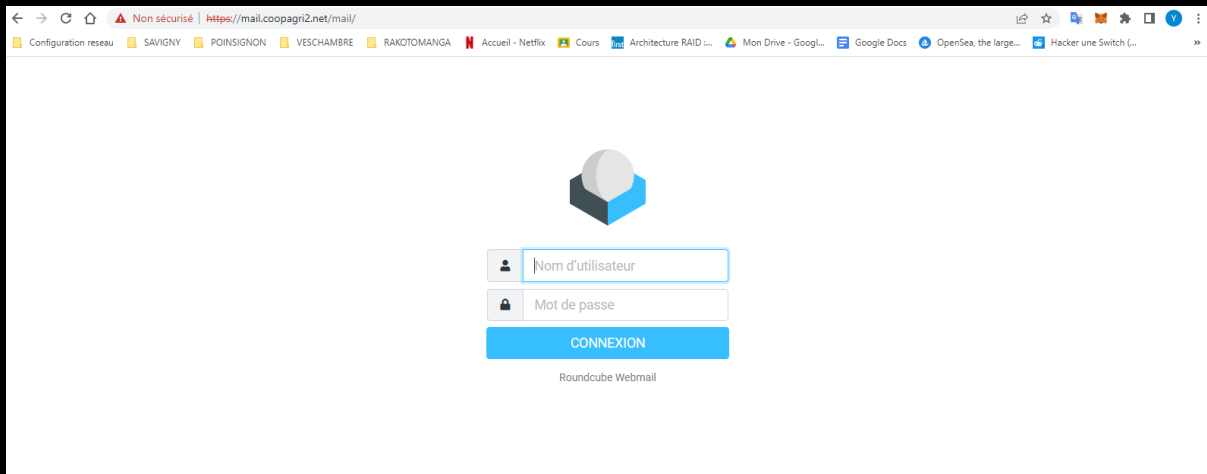 Non sécurisé | https://mail.coopagri2.net/mail/
Y
Configuration reseau SAVIGNY POINSIGNON VESCHAMBRE RAKOTOMANGA N Accueil - Netflix Cours first Architecture RAID :... Mon Drive - Googl... Google Docs OpenSea, the large... Hacker une Switch (... »
Nom d'utilisateur
Mot de passe
CONNEXION
Roundcube Webmail